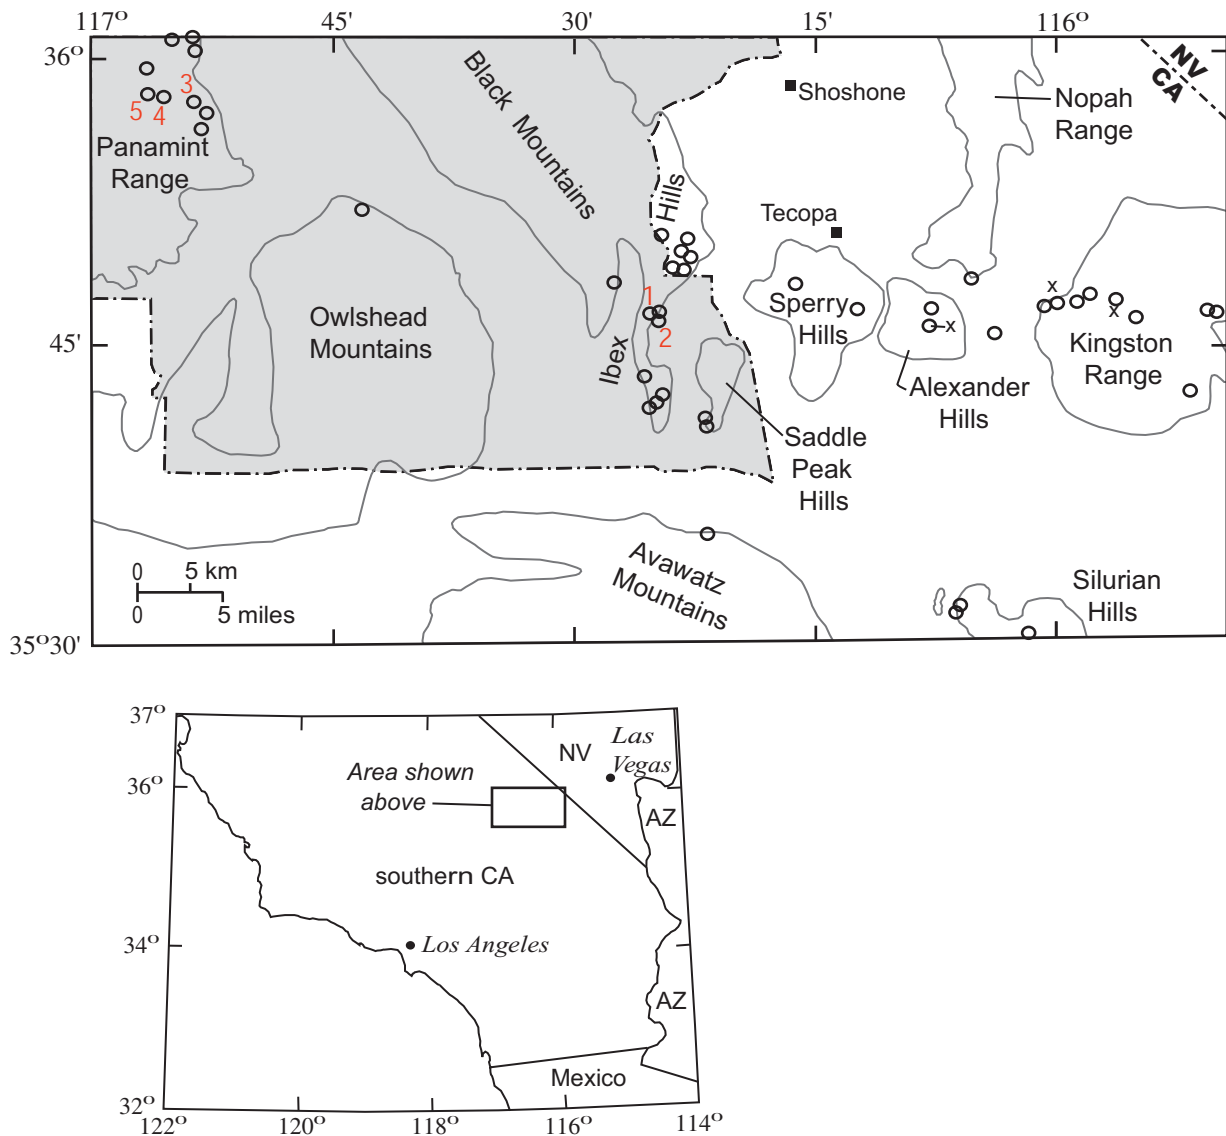 117° 45' 30' 15' 116°
36°
NV
CA
Black Mountains
Shoshone
Nopah
Range
3
5 4
Panamint
Range
Hills
Tecopa
1
Owlshead
Mountains
Sperry
Hills
x
x
x
2
45'
Ibex
Kingston
Range
Alexander
Hills
Saddle
Peak
Hills
Avawatz
Mountains
0 5 km
0 5 miles
Silurian
Hills
35°30'
37°
NV
Las
Vegas
Area shown
above
36°
AZ
southern CA
34°
Los Angeles
AZ
Mexico
32°
122° 120° 118° 116° 114°